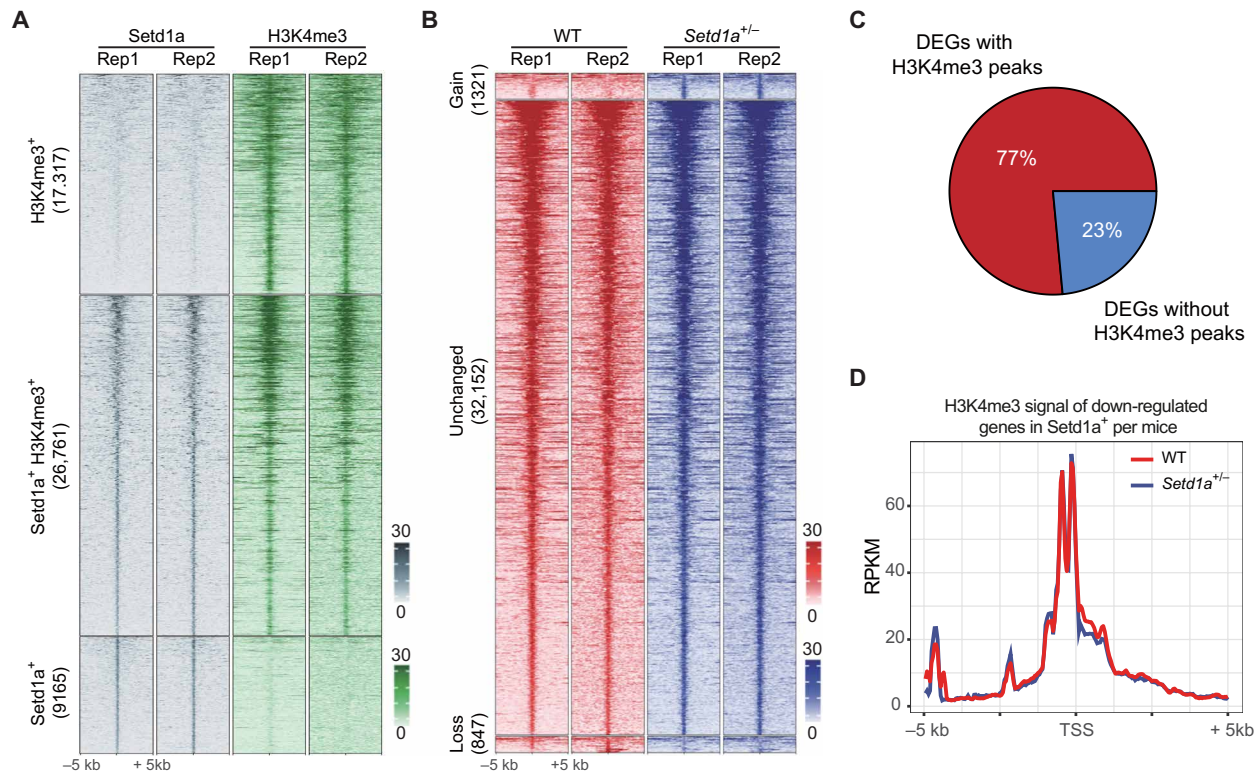 A
Setd1a
H3K4me3
Rep1
Rep2
Rep1
Rep2
H3K4me3+
(17.317)
Setd1a+ H3K4me3+
(26,761)
Setd1a+
(9165)
30
0
30
0
–5 kb
+ 5kb
B
WT
Setd1a+/–
Rep1
Rep2
Rep1
Rep2
Gain
(1321)
Unchanged
(32,152)
Loss
(847)
30
0
30
0
–5 kb
+5 kb
C
DEGs with
H3K4me3 peaks
77%
23%
DEGs without
H3K4me3 peaks
D
H3K4me3 signal of down-regulated
genes in Setd1a+ per mice
WT
Setd1a+/–
RPKM
60
40
20
0
–5 kb
TSS
+ 5kb